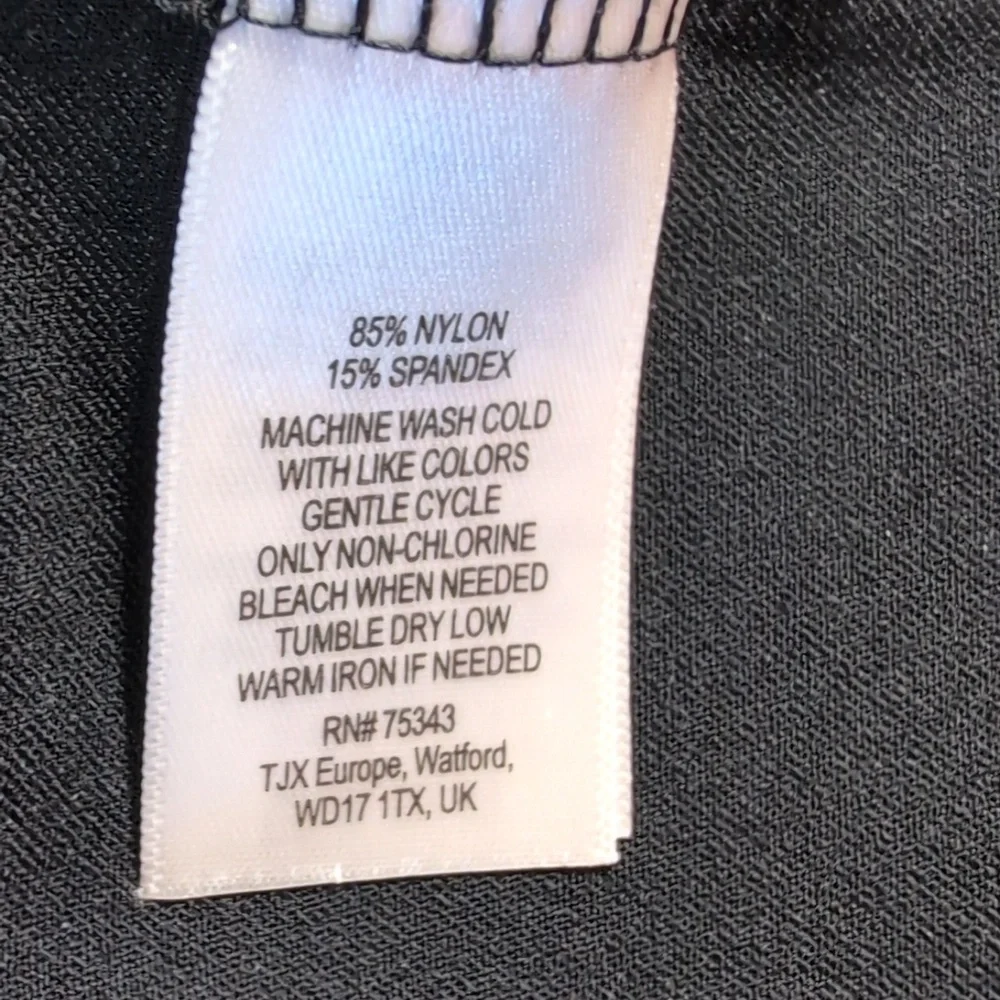 85% NYLON
15% SPANDEX
MACHINE WASH COLD
WITH LIKE COLORS
GENTLE CYCLE
ONLY NON-CHLORINE
BLEACH WHEN NEEDED
TUMBLE DRY LOW
WARM IRON IF NEEDED
RN# 75343
TJX Europe, Watford,
WD17 1TX, UK